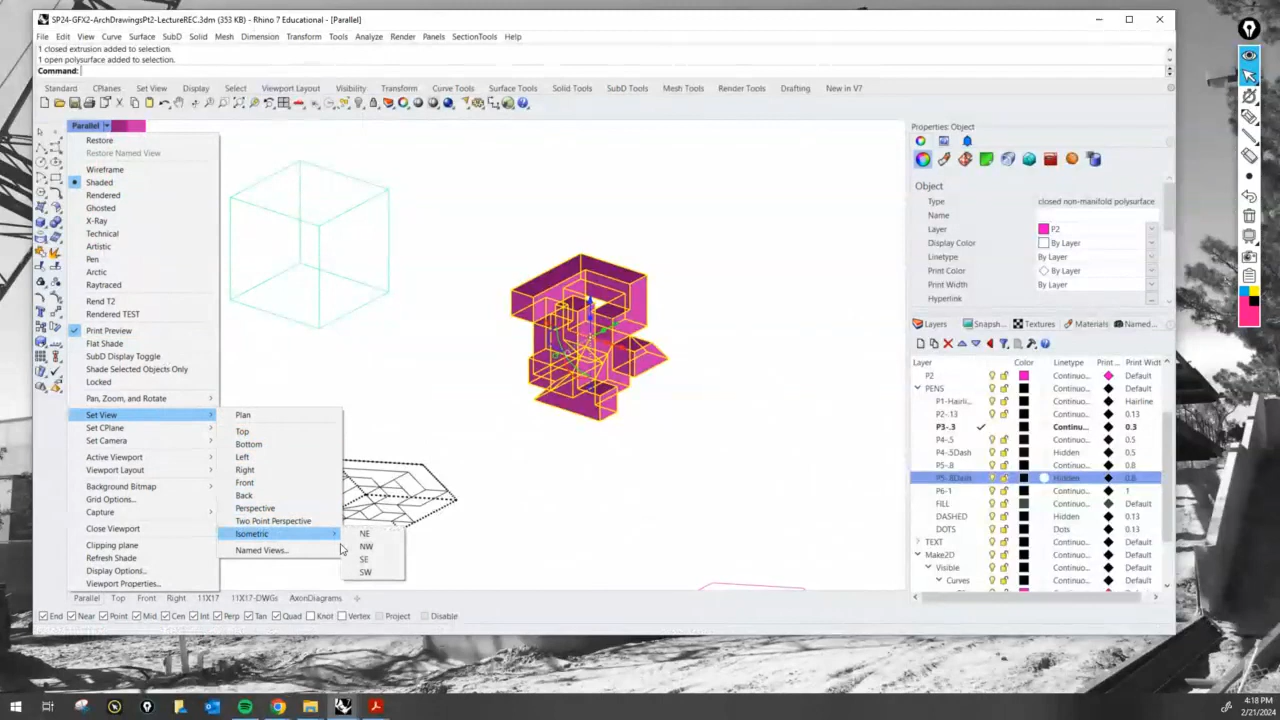 SP24-GFX2-ArchDrawingsPt2-LectureREC.3dm (353 KB) - Rhino 7 Educational - [Parallel]
File Edit View Curve Surface SubD Solid Mesh Dimension Transform Tools Analyze Render Panels SectionTools Help
1 closed extrusion added to selection.
1 open polysurface added to selection.
Command:
Standard CPlanes Set View Display Select Viewport Layout Visibility Transform Curve Tools Surface Tools Solid Tools SubD Tools Mesh Tools Render Tools Drafting New in V7
Parallel
Restore
Restore Named View
Wireframe
Shaded
Rendered
Ghosted
X-Ray
Technical
Artistic
Pen
Arctic
Raytraced
Rend T2
Rendered TEST
Print Preview
Flat Shade
SubD Display Toggle
Shade Selected Objects Only
Locked
Pan, Zoom, and Rotate
Set View
Set CPlane
Set Camera
Active Viewport
Viewport Layout
Background Bitmap
Grid Options...
Capture
Close Viewport
Clipping plane
Refresh Shade
Display Options...
Viewport Properties...
Plan
Top
Bottom
Left
Right
Front
Back
Perspective
Two Point Perspective
Isometric
Named Views...
NE
NW
SE
SW
Properties: Object
Object
Type closed non-manifold polysurface
Name
Layer P2
Display Color By Layer
Linetype By Layer
Print Color By Layer
Print Width By Layer
Hyperlink
Layers Snapsh... Textures Materials Named...
Layer Color Linetype Print ... Print Widt
P2 Continuo... Default
PENS Continuo... Default
P1-Hairli... Continuo... Hairline
P2-.13 Continuo... 0.13
P3-.3 Continu... 0.3
P4-.5 Continuo... 0.5
P4-.5Dash Hidden 0.5
P5-.8 Continuo... 0.8
P5-.8Dash Hidden 0.8
P6-1 Continuo... 1
FILL Continuo... Default
DASHED Hidden 0.13
DOTS Hidden 0.13
TEXT Continuo... Default
Make2D Continuo... Default
Visible Continuo... Default
Curves Continuo... Default
Parallel Top Front Right 11X17 11X17-DWGs AxonDiagrams
End Near Point Mid Cen Int Perp Tan Quad Knot Vertex Project Disable
4:18 PM
2/21/2024